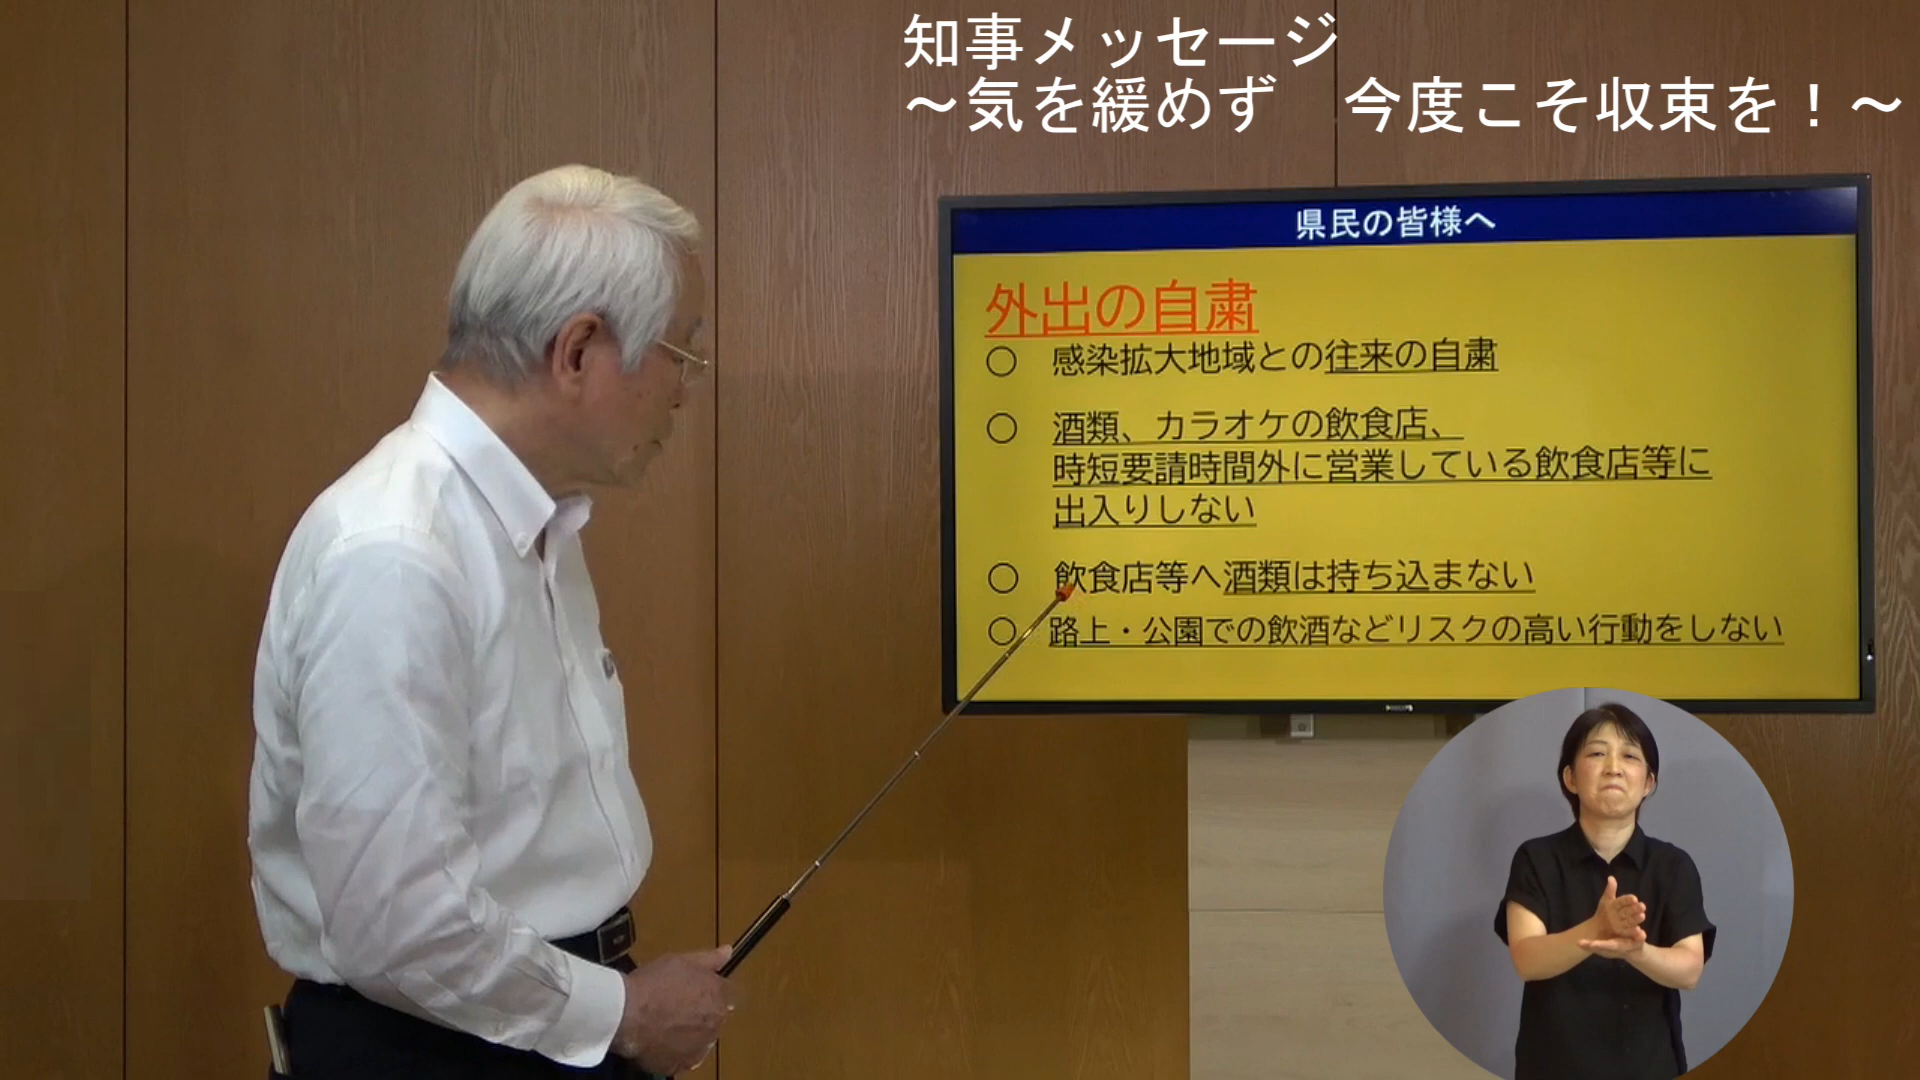 知事メッセージ
～気を緩めず　今度こそ収束を！～
県民の皆様へ
外出の自粛
○　感染拡大地域との往来の自粛
○　酒類、カラオケの飲食店、
時短要請時間外に営業している飲食店等に
出入りしない
○　飲食店等へ酒類は持ち込まない
○　路上・公園での飲酒などリスクの高い行動をしない